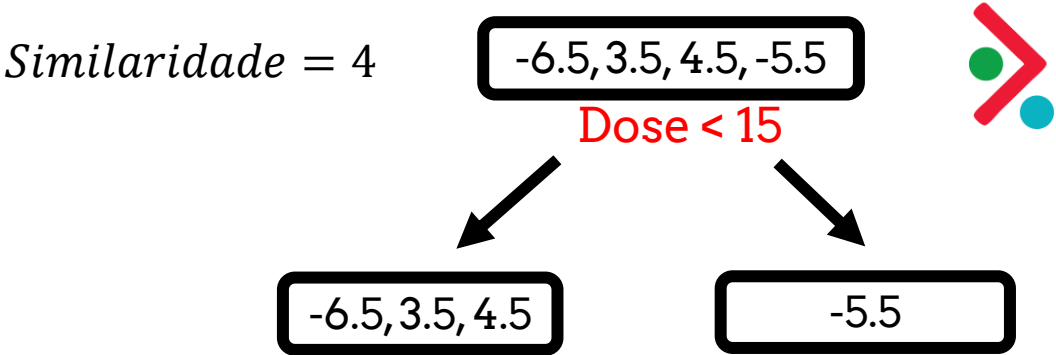 Similaridade = 4
-6.5, 3.5, 4.5, -5.5
Dose < 15
-6.5, 3.5, 4.5
-5.5